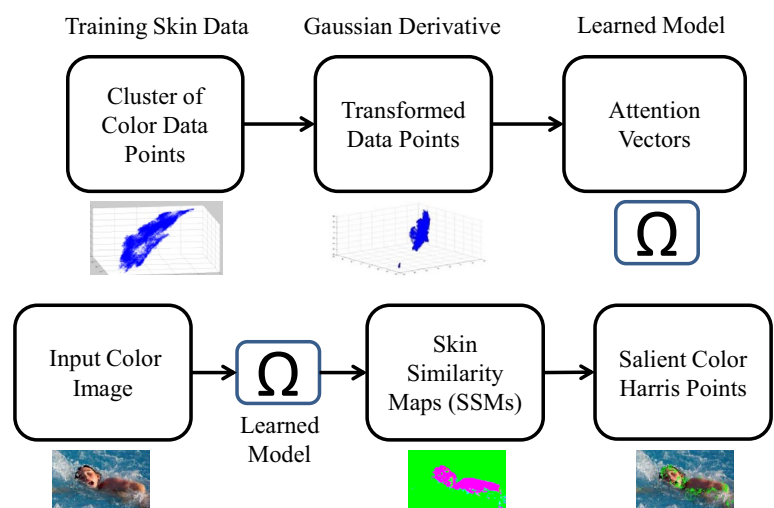 Training Skin Data
Gaussian Derivative
Learned Model
Cluster of
Color Data
Points
Transformed
Data Points
Attention
Vectors
Ω
Input Color
Image
Ω
Learned
Model
Skin
Similarity
Maps (SSMs)
Salient Color
Harris Points